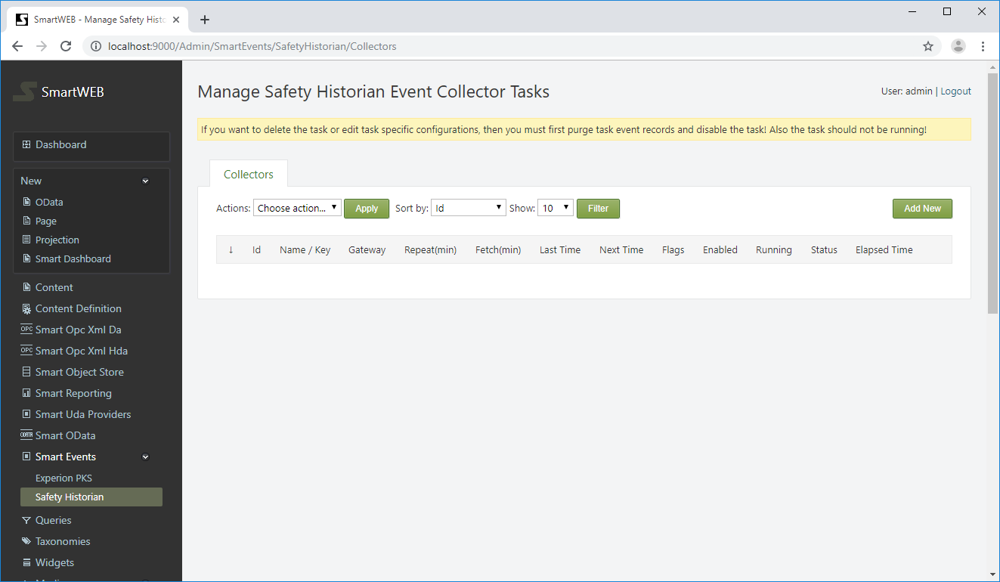 SmartWEB - Manage Safety Histo
localhost:9000/Admin/SmartEvents/SafetyHistorian/Collectors
SmartWEB
Manage Safety Historian Event Collector Tasks
User: admin | Logout
If you want to delete the task or edit task specific configurations, then you must first purge task event records and disable the task! Also the task should not be running!
Dashboard
New
OData
Page
Projection
Smart Dashboard
Content
Content Definition
OPC Smart Opc Xml Da
OPC Smart Opc Xml Hda
Smart Object Store
Smart Reporting
Smart Uda Providers
ODATA Smart OData
Smart Events
Experion PKS
Safety Historian
Queries
Taxonomies
Widgets
Collectors
Actions: Choose action... Apply Sort by: Id Show: 10 Filter Add New
↓ Id Name / Key Gateway Repeat(min) Fetch(min) Last Time Next Time Flags Enabled Running Status Elapsed Time